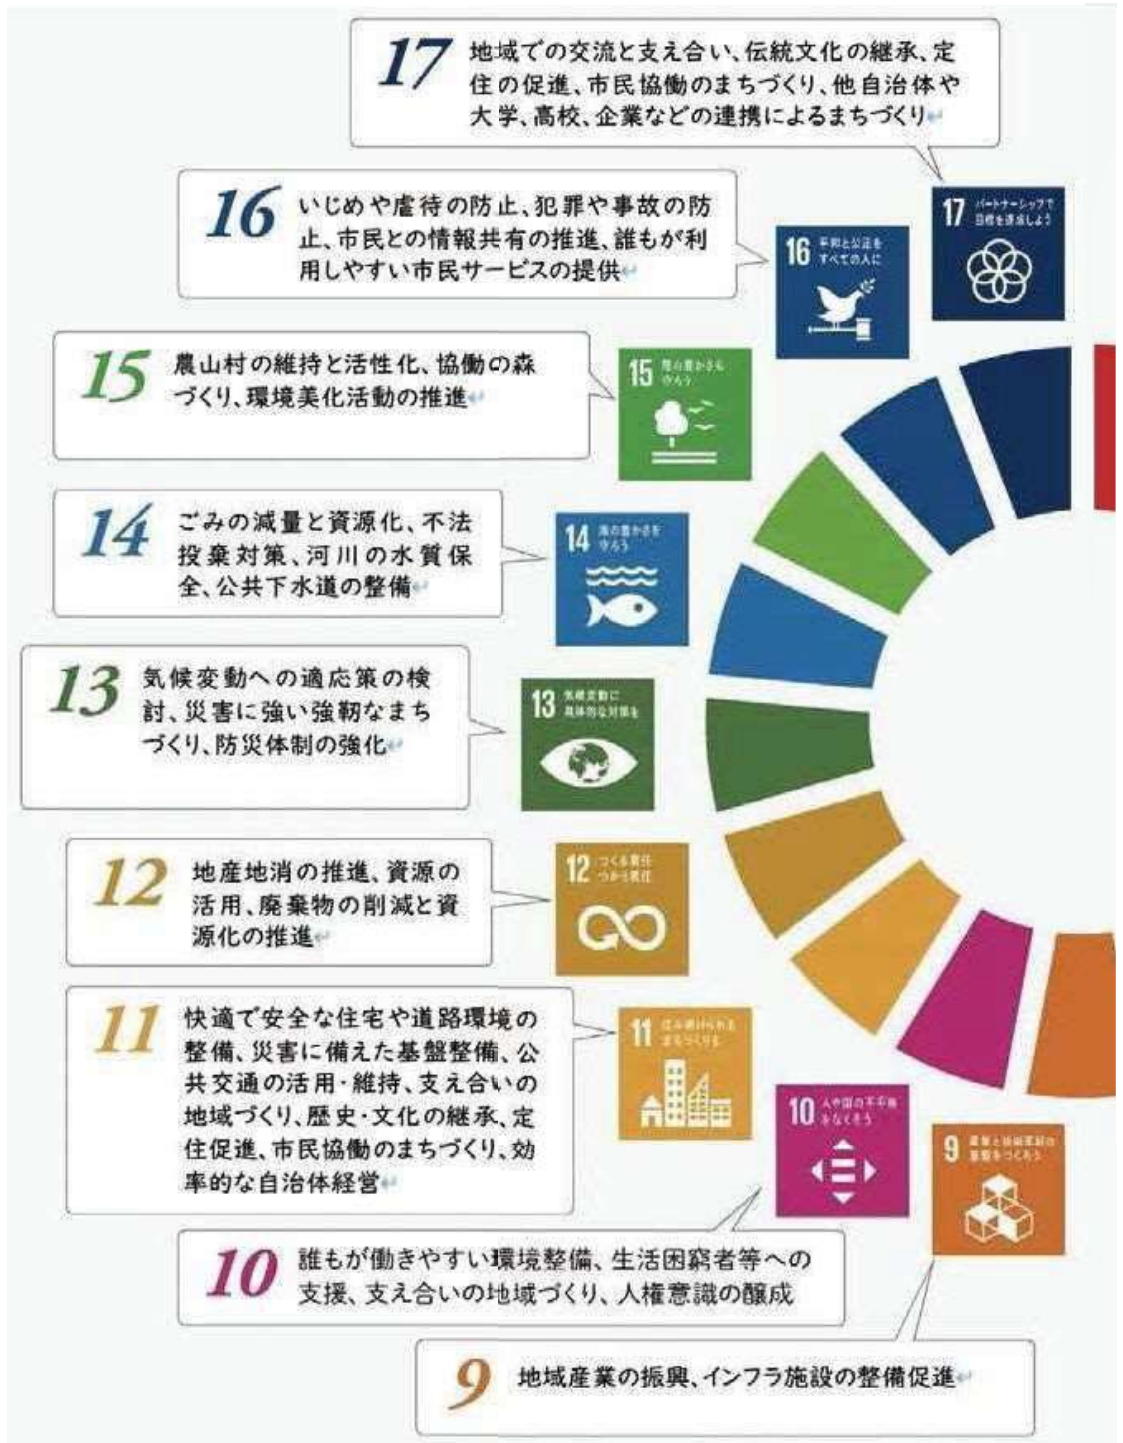 17
地域での交流と支え合い、伝統文化の継承、定
住の促進、市民協働のまちづくり、他自治体や
大学、高校、企業などの連携によるまちづくり
17 パートナーシップで
目標を達成しよう
16
いじめや虐待の防止、犯罪や事故の防
止、市民との情報共有の推進、誰もが利
用しやすい市民サービスの提供
16 平和と公正を
すべての人に
15
農山村の維持と活性化、協働の森
づくり、環境美化活動の推進
15 陸の豊かさも
守ろう
14
ごみの減量と資源化、不法
投棄対策、河川の水質保
全、公共下水道の整備
14 海の豊かさを
守ろう
13
気候変動への適応策の検
討、災害に強い強靭なまち
づくり、防災体制の強化
13 気候変動に
具体的な対策を
12
地産地消の推進、資源の
活用、廃棄物の削減と資
源化の推進
12 つくる責任
つかう責任
11
快適で安全な住宅や道路環境の
整備、災害に備えた基盤整備、公
共交通の活用・維持、支え合いの
地域づくり、歴史・文化の継承、定
住促進、市民協働のまちづくり、効
率的な自治体経営
11 住み続けられる
まちづくりを
10
誰もが働きやすい環境整備、生活困窮者等への
支援、支え合いの地域づくり、人権意識の醸成
10 人や国の不平等
をなくそう
9
地域産業の振興、インフラ施設の整備促進
9 産業と技術革新の
基盤をつくろう